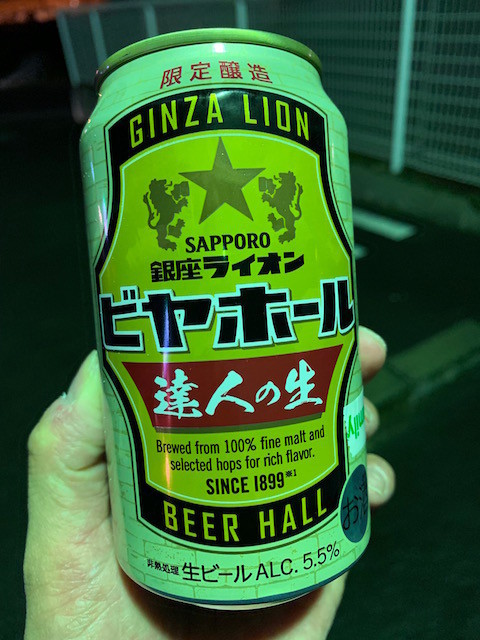 限定醸造
GINZA LION
SAPPORO
銀座ライオン
ビヤホール
達人の生
Brewed from 100% fine malt and
selected hops for rich flavor.
SINCE 1899※1
BEER HALL
非熱処理 生ビール ALC. 5.5%
お